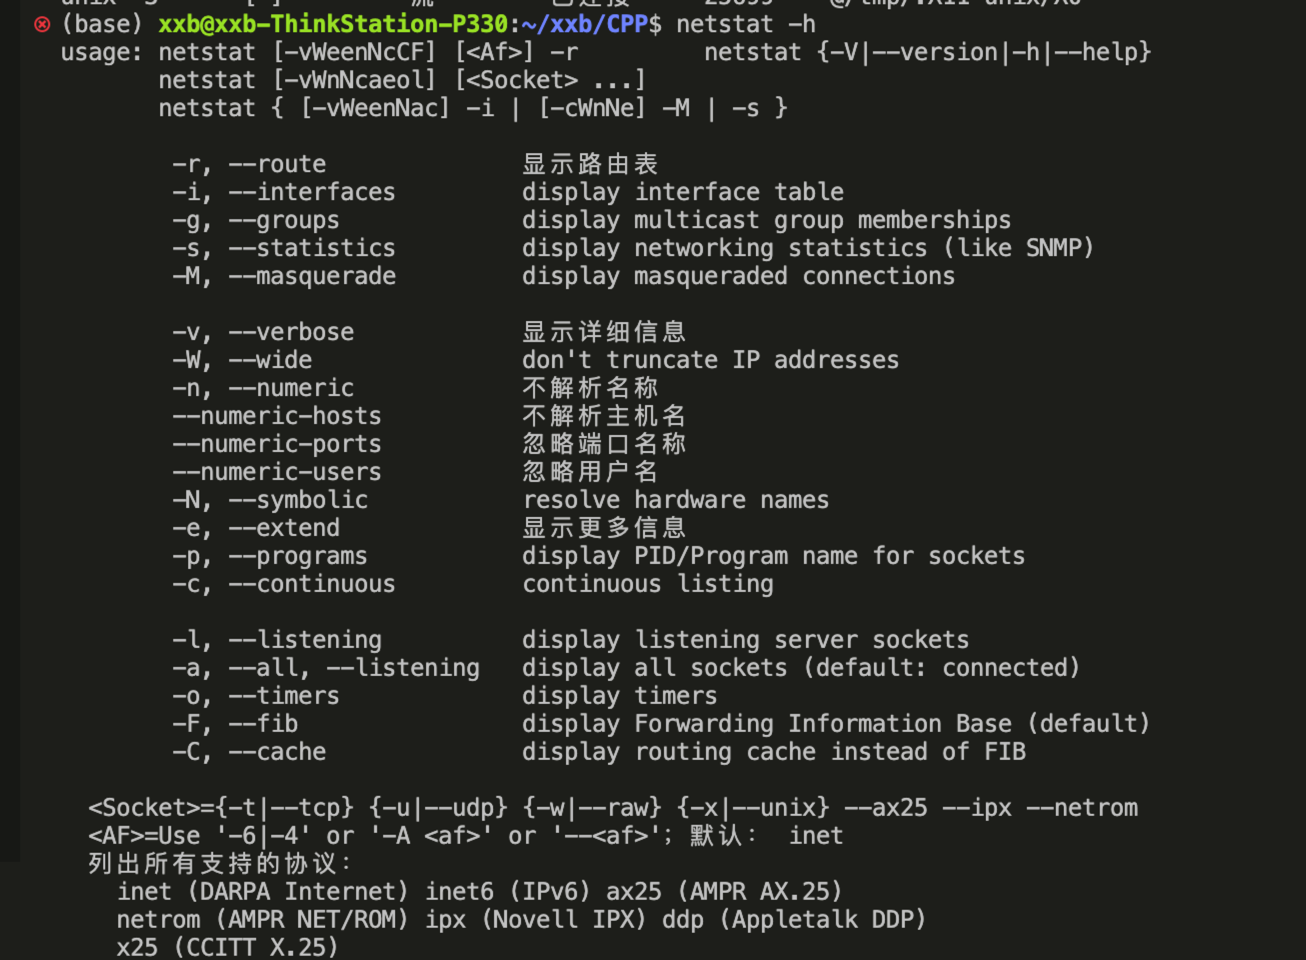 (base) xxb@xxb-ThinkStation-P330:~/xxb/CPP$ netstat -h
usage: netstat [-vWeenNcCF] [<Af>] -r         netstat {-V|--version|-h|--help}
       netstat [-vWnNcaeol] [<Socket> ...]
       netstat { [-vWeenNac] -i | [-cWnNe] -M | -s }
        -r, --route              显示路由表
        -i, --interfaces         display interface table
        -g, --groups             display multicast group memberships
        -s, --statistics         display networking statistics (like SNMP)
        -M, --masquerade         display masqueraded connections
        -v, --verbose            显示详细信息
        -W, --wide               don't truncate IP addresses
        -n, --numeric            不解析名称
        --numeric-hosts          不解析主机名
        --numeric-ports          忽略端口名称
        --numeric-users          忽略用户名
        -N, --symbolic           resolve hardware names
        -e, --extend             显示更多信息
        -p, --programs           display PID/Program name for sockets
        -c, --continuous         continuous listing
        -l, --listening          display listening server sockets
        -a, --all, --listening   display all sockets (default: connected)
        -o, --timers             display timers
        -F, --fib                display Forwarding Information Base (default)
        -C, --cache              display routing cache instead of FIB
  <Socket>={-t|--tcp} {-u|--udp} {-w|--raw} {-x|--unix} --ax25 --ipx --netrom
  <AF>=Use '-6|-4' or '-A <af>' or '--<af>'；默认： inet
  列出所有支持的协议：
    inet (DARPA Internet) inet6 (IPv6) ax25 (AMPR AX.25)
    netrom (AMPR NET/ROM) ipx (Novell IPX) ddp (Appletalk DDP)
    x25 (CCITT X.25)